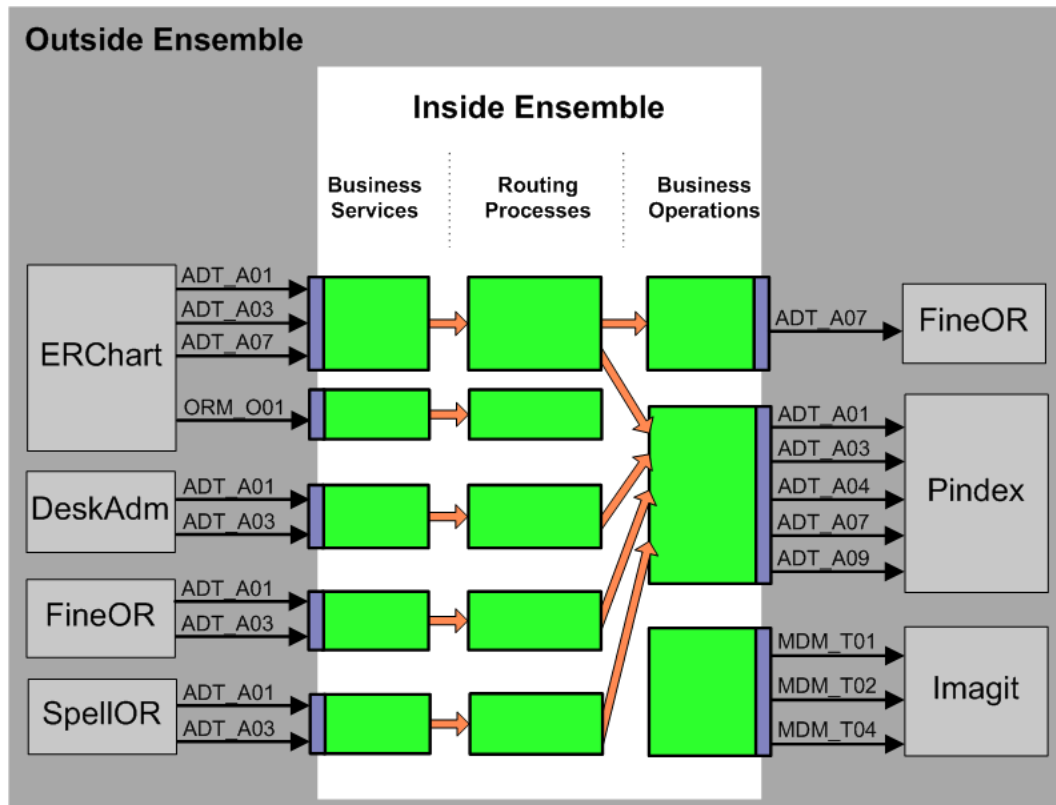 Outside Ensemble
Inside Ensemble
Business
Services
Routing
Processes
Business
Operations
ERChart
ADT_A01
ADT_A03
ADT_A07
ORM_O01
DeskAdm
ADT_A01
ADT_A03
FineOR
ADT_A01
ADT_A03
SpellOR
ADT_A01
ADT_A03
ADT_A07
FineOR
ADT_A01
ADT_A03
ADT_A04
ADT_A07
ADT_A09
Pindex
MDM_T01
MDM_T02
MDM_T04
Imagit